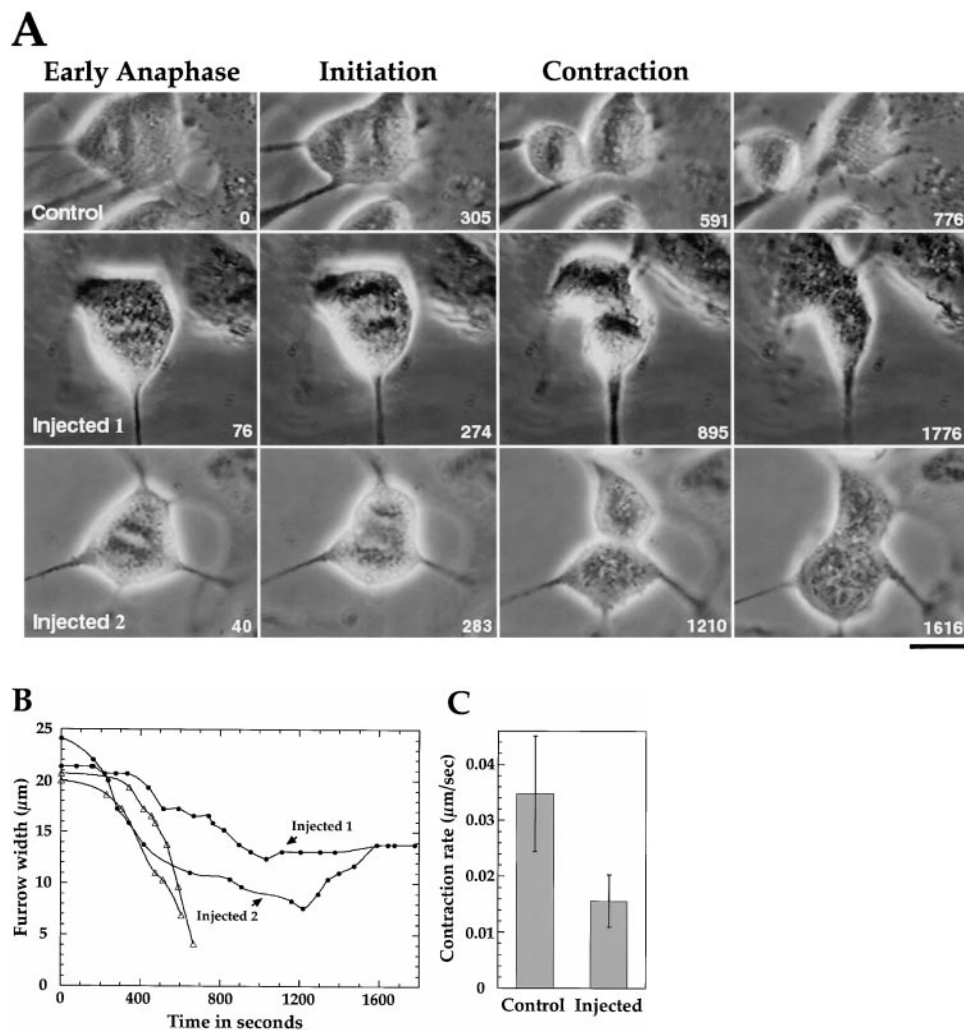 A
Early Anaphase Initiation Contraction
Control 0 305 591 776
Injected 1 76 274 895 1776
Injected 2 40 283 1210 1616
B
25
20
15
10
5
0
0 400 800 1200 1600
Furrow width (μm)
Time in seconds
Injected 1
Injected 2
C
0.04
0.03
0.02
0.01
0
Contraction rate (μm/sec)
Control Injected